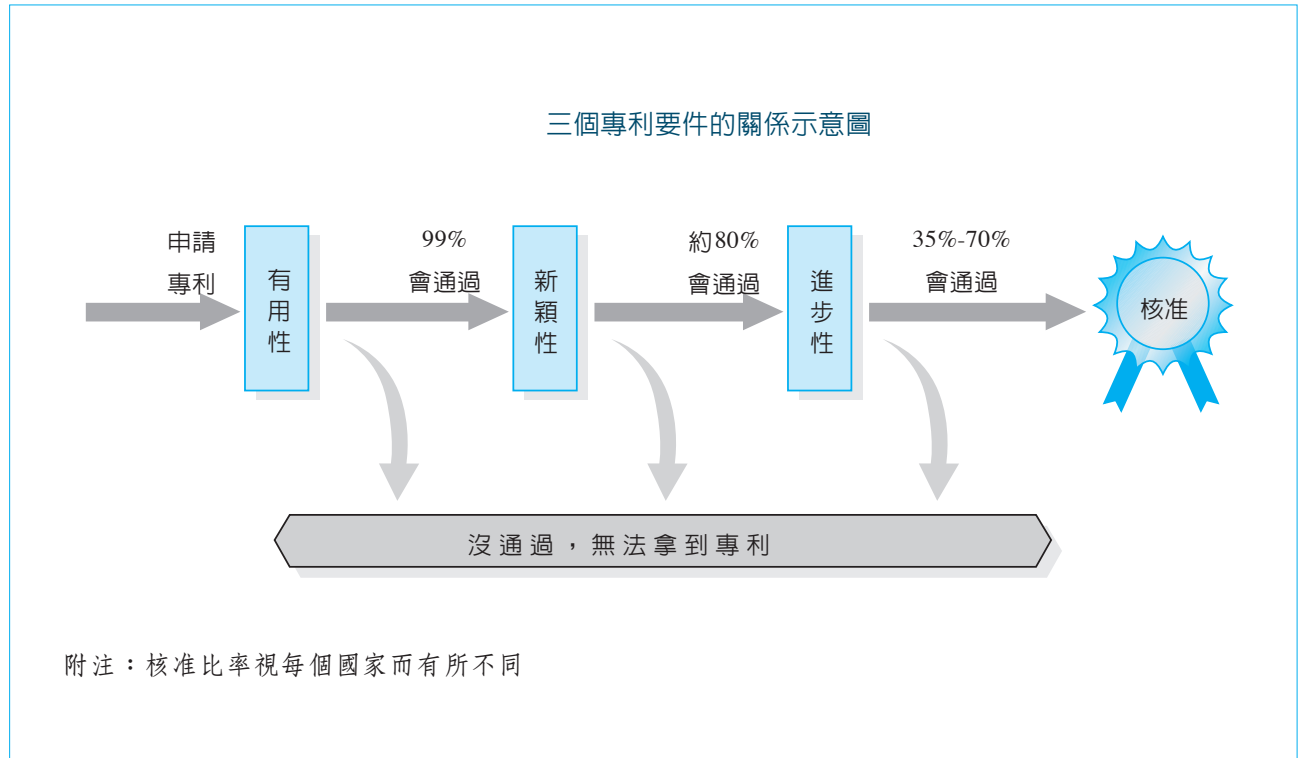 三個專利要件的關係示意圖
申請
專利
有用性
99%
會通過
新穎性
約80%
會通過
進步性
35%-70%
會通過
核准
沒通過，無法拿到專利
附注：核准比率視每個國家而有所不同